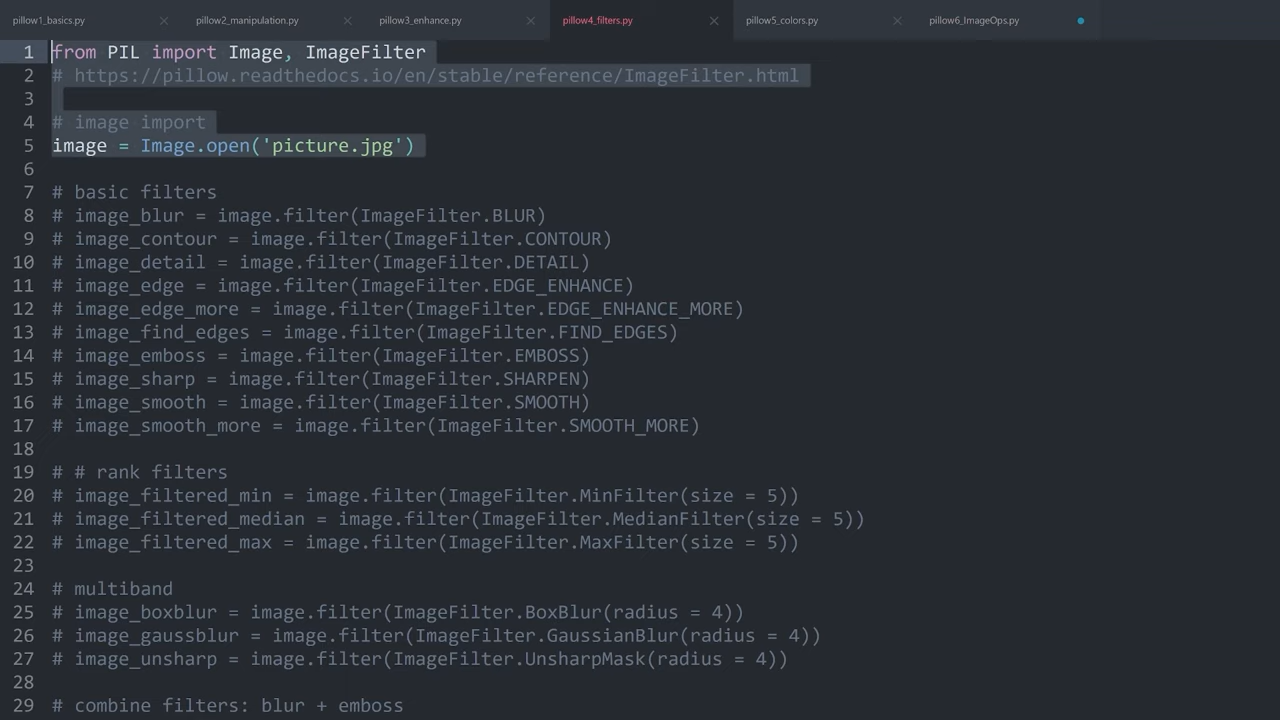 pillow1_basics.py pillow2_manipulation.py pillow3_enhance.py pillow4_filters.py pillow5_colors.py pillow6_ImageOps.py
1 from PIL import Image, ImageFilter
2 # https://pillow.readthedocs.io/en/stable/reference/ImageFilter.html
3
4 # image import
5 image = Image.open('picture.jpg')
6
7 # basic filters
8 # image_blur = image.filter(ImageFilter.BLUR)
9 # image_contour = image.filter(ImageFilter.CONTOUR)
10 # image_detail = image.filter(ImageFilter.DETAIL)
11 # image_edge = image.filter(ImageFilter.EDGE_ENHANCE)
12 # image_edge_more = image.filter(ImageFilter.EDGE_ENHANCE_MORE)
13 # image_find_edges = image.filter(ImageFilter.FIND_EDGES)
14 # image_emboss = image.filter(ImageFilter.EMBOSS)
15 # image_sharp = image.filter(ImageFilter.SHARPEN)
16 # image_smooth = image.filter(ImageFilter.SMOOTH)
17 # image_smooth_more = image.filter(ImageFilter.SMOOTH_MORE)
18
19 # # rank filters
20 # image_filtered_min = image.filter(ImageFilter.MinFilter(size = 5))
21 # image_filtered_median = image.filter(ImageFilter.MedianFilter(size = 5))
22 # image_filtered_max = image.filter(ImageFilter.MaxFilter(size = 5))
23
24 # multiband
25 # image_boxblur = image.filter(ImageFilter.BoxBlur(radius = 4))
26 # image_gaussblur = image.filter(ImageFilter.GaussianBlur(radius = 4))
27 # image_unsharp = image.filter(ImageFilter.UnsharpMask(radius = 4))
28
29 # combine filters: blur + emboss